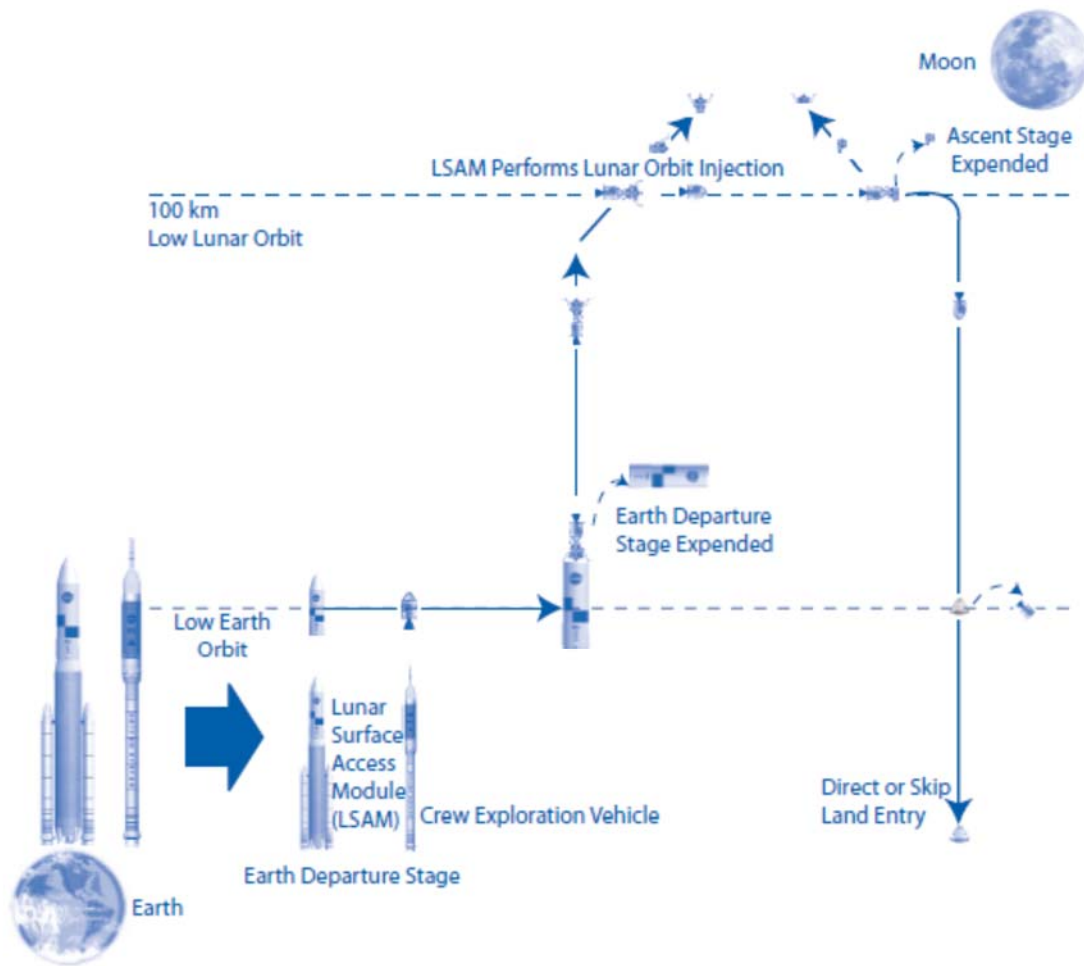 Moon
Ascent Stage
Expended
LSAM Performs Lunar Orbit Injection
100 km
Low Lunar Orbit
Earth Departure
Stage Expended
Low Earth
Orbit
Lunar
Surface
Access
Module
(LSAM)
Crew Exploration Vehicle
Earth Departure Stage
Direct or Skip
Land Entry
Earth